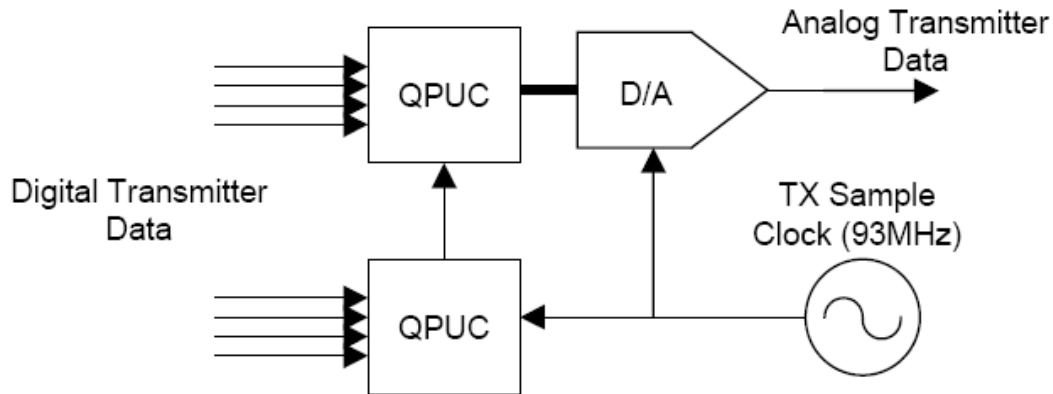 Analog Transmitter
Data
QPUC
D/A
Digital Transmitter
Data
TX Sample
Clock (93MHz)
QPUC